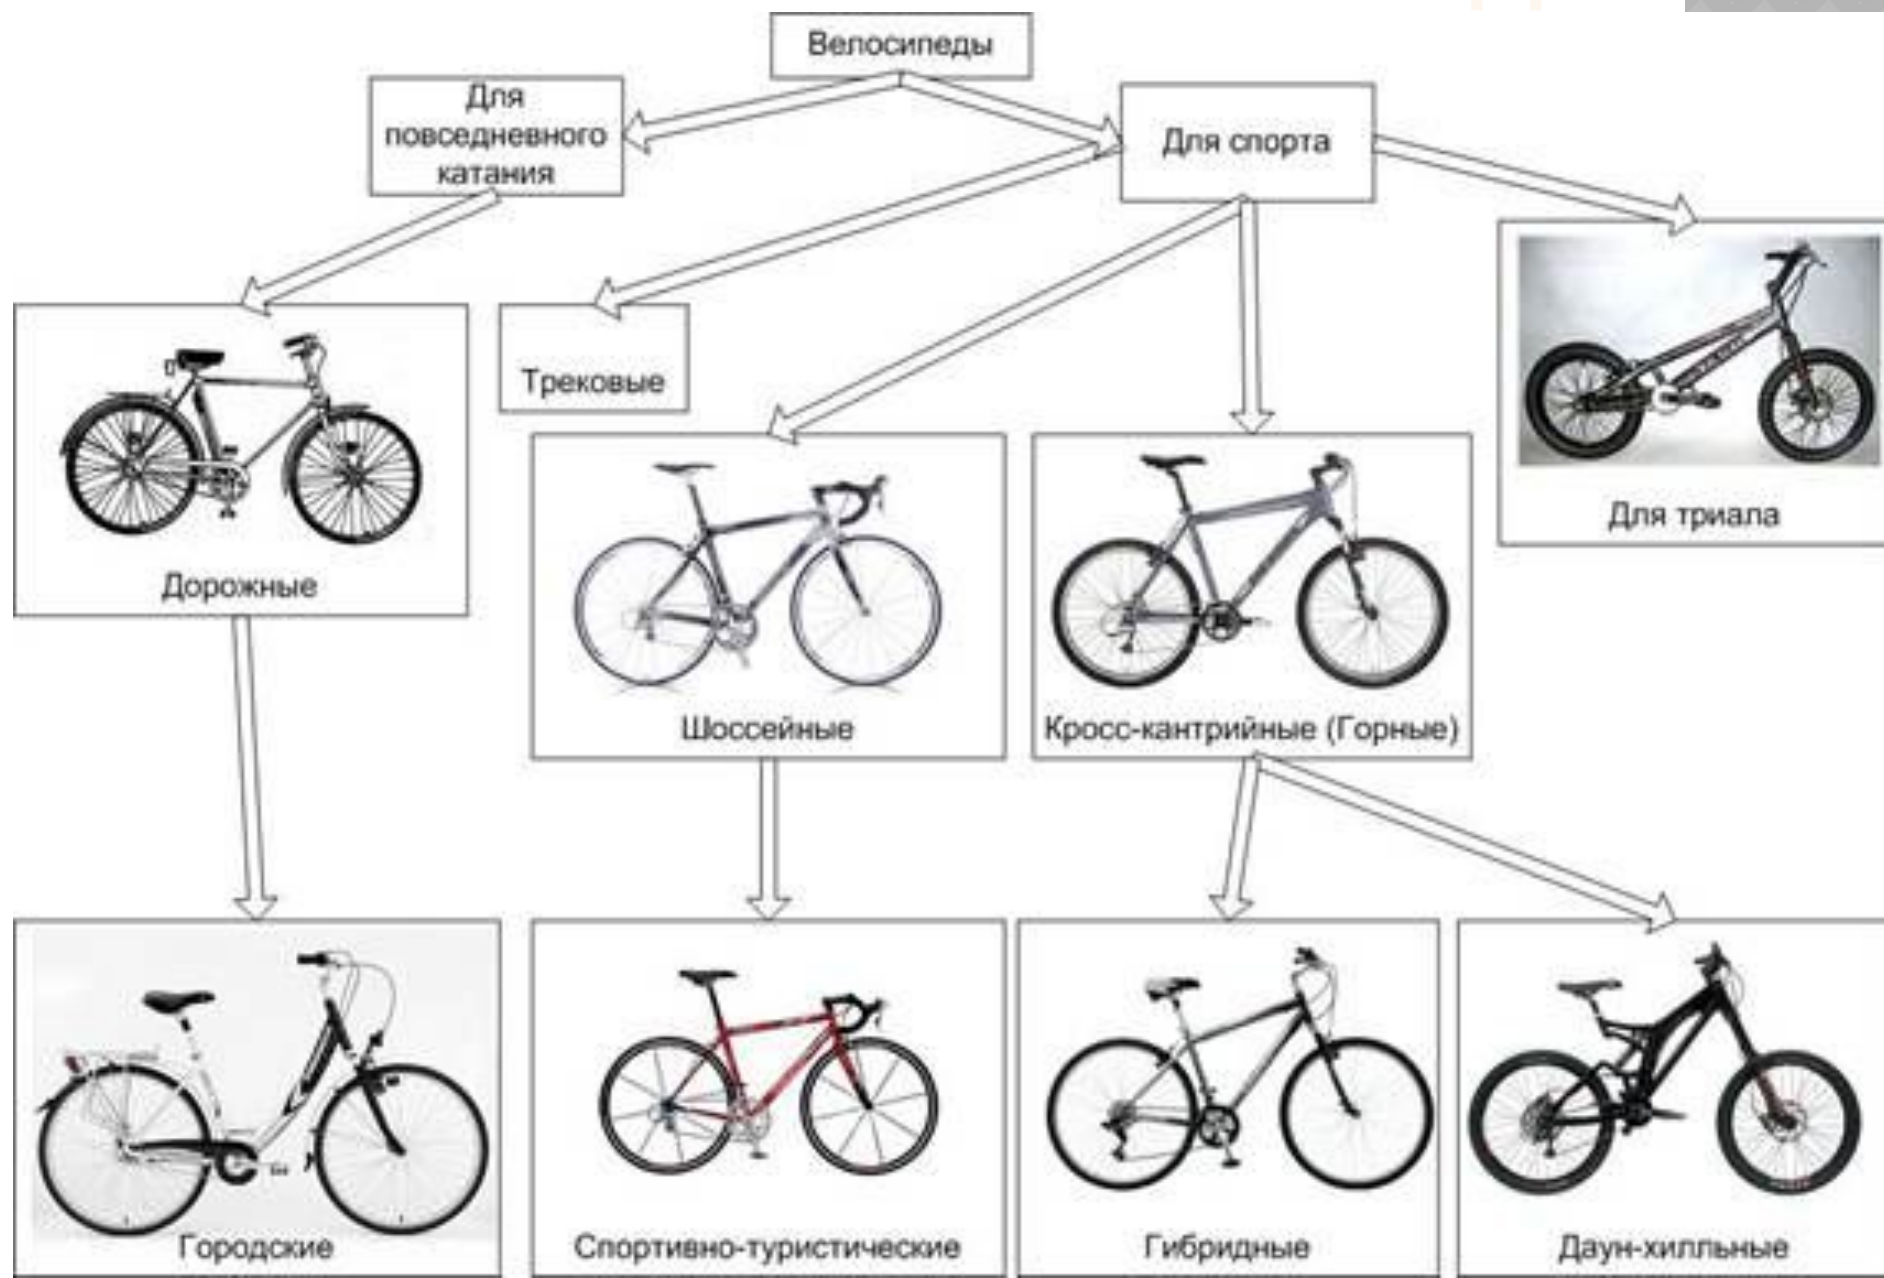 Велосипеды
Для
повседневного
катания
Для спорта
Трековые
Для триала
Дорожные
Шоссейные
Кросс-кантрийные (Горные)
Городские
Спортивно-туристические
Гибридные
Даун-хилльные